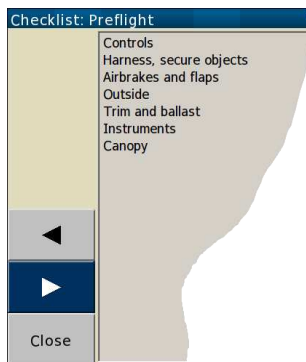 Checklist: Preflight
Controls
Harness, secure objects
Airbrakes and flaps
Outside
Trim and ballast
Instruments
Canopy
Close